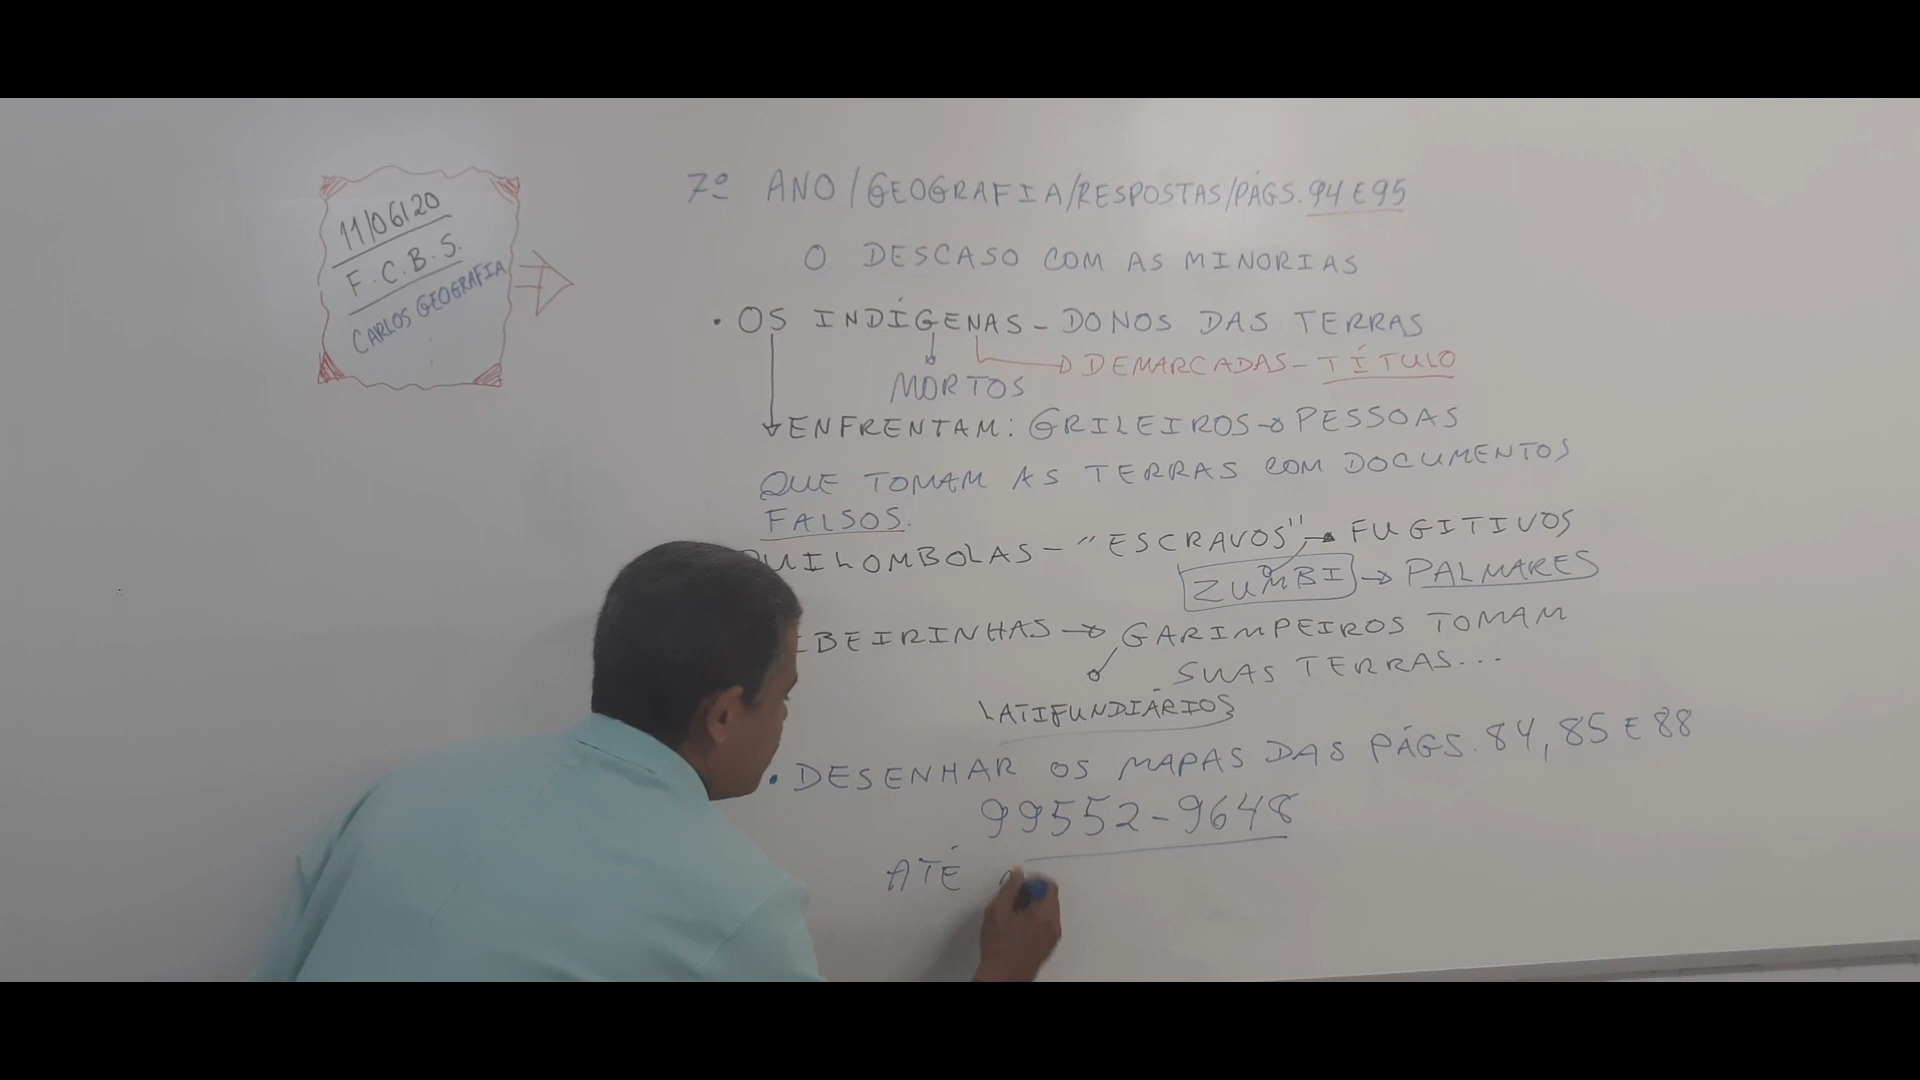 11/06/20
F.C.B.S.
CARLOS GEOGRAFIA
7º ANO/GEOGRAFIA/RESPOSTAS/PÁGS. 94 E 95
O DESCASO COM AS MINORIAS
• OS INDÍGENAS - DONOS DAS TERRAS
DEMARCADAS - TÍTULO
MORTOS
ENFRENTAM: GRILEIROS → PESSOAS
QUE TOMAM AS TERRAS COM DOCUMENTOS
FALSOS.
UILOMBOLAS - "ESCRAVOS" → FUGITIVOS
ZUMBI → PALMARES
IBEIRINHAS → GARIMPEIROS TOMAM
SUAS TERRAS...
LATIFUNDIÁRIOS
• DESENHAR OS MAPAS DAS PÁGS. 84, 85 E 88
99552-9648
ATÉ